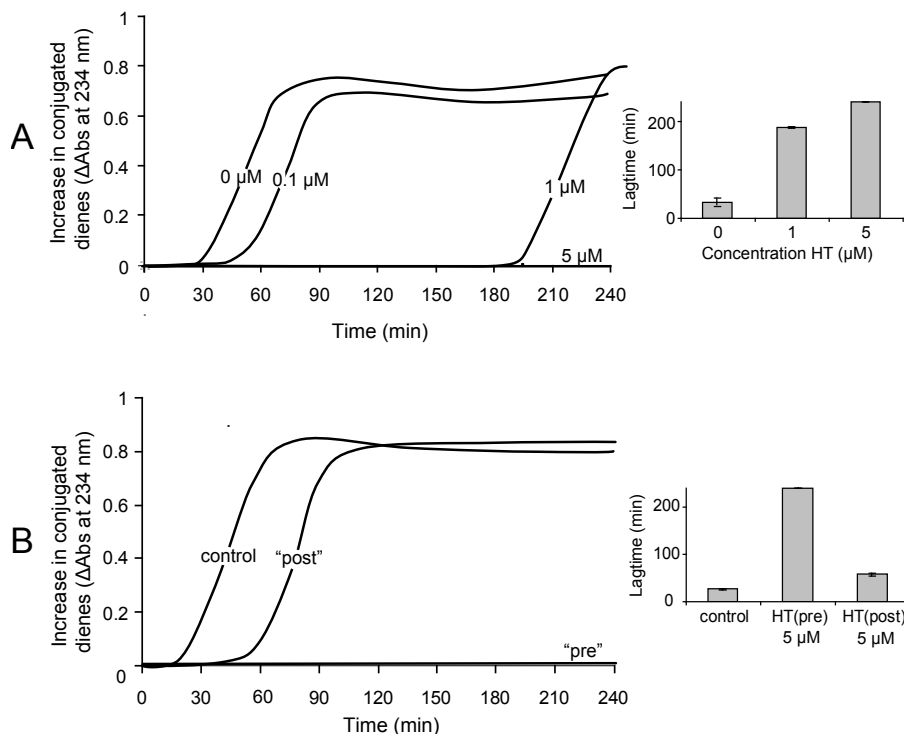 A
Increase in conjugated
dienes (ΔAbs at 234 nm)
1
0.8
0.6
0.4
0.2
0
0 µM
0.1 µM
1 µM
5 µM
0 30 60 90 120 150 180 210 240
Time (min)
Lagtime (min)
200
100
0
0 1 5
Concentration HT (µM)
B
Increase in conjugated
dienes (ΔAbs at 234 nm)
1
0.8
0.6
0.4
0.2
0
control
“post”
“pre”
0 30 60 90 120 150 180 210 240
Time (min)
Lagtime (min)
200
100
0
control HT(pre) HT(post)
5 µM 5 µM